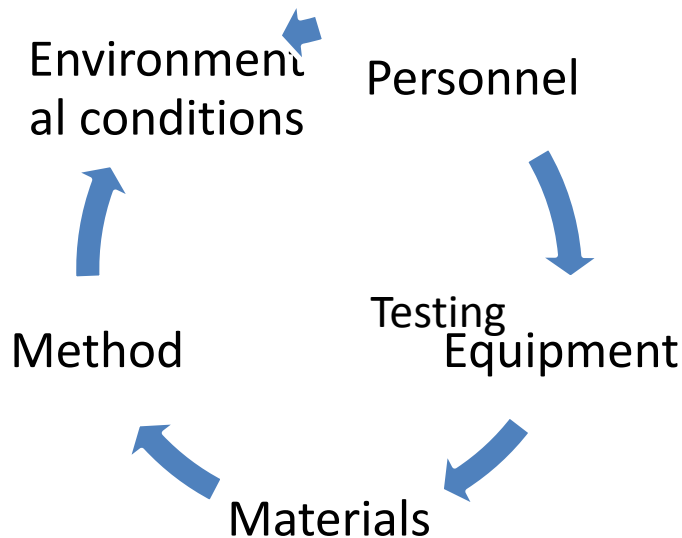 Environment
al conditions
Personnel
Testing
Equipment
Method
Materials